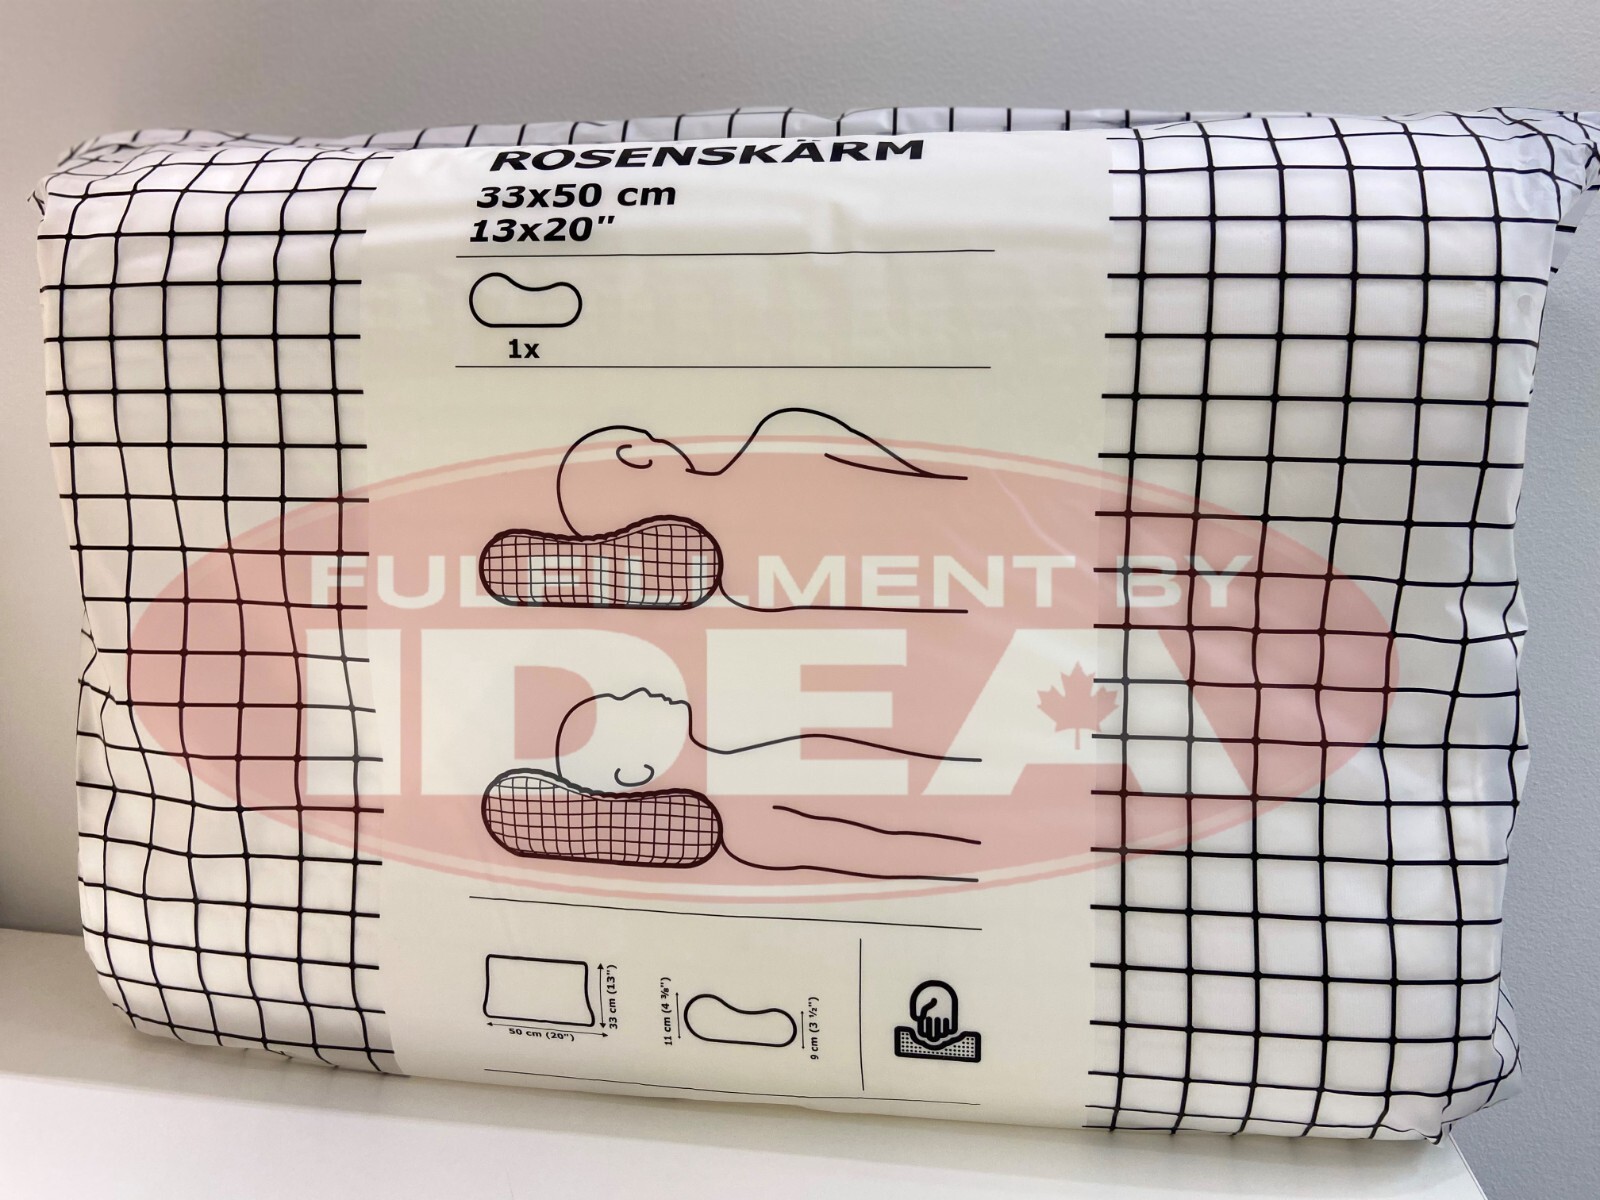 ROSENSKÄRM
33x50 cm
13x20"
1x
FULFILLMENT BY
IDEA
50 cm (20")
33 cm (13")
11 cm (4 ³⁄₈")
9 cm (3 ½")